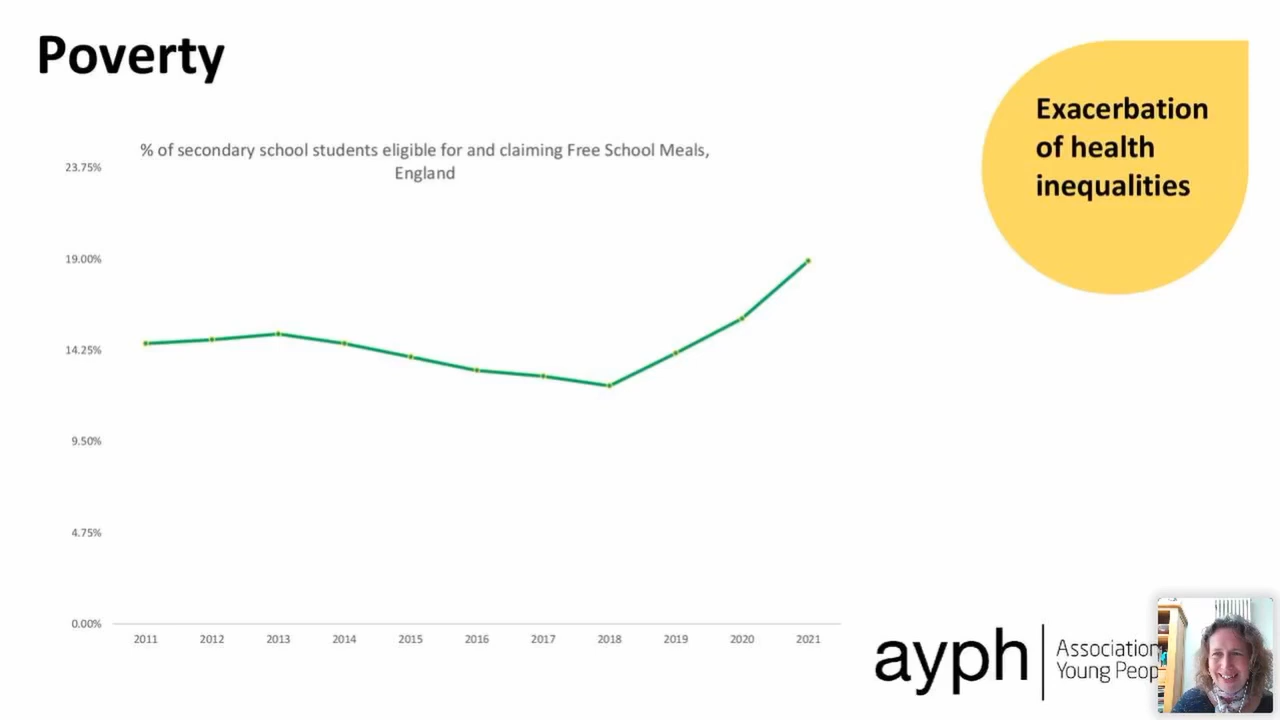 Poverty
Exacerbation
of health
inequalities
% of secondary school students eligible for and claiming Free School Meals,
England
23.75%
19.00%
14.25%
9.50%
4.75%
0.00%
2011 2012 2013 2014 2015 2016 2017 2018 2019 2020 2021
ayph
Association
Young Peop